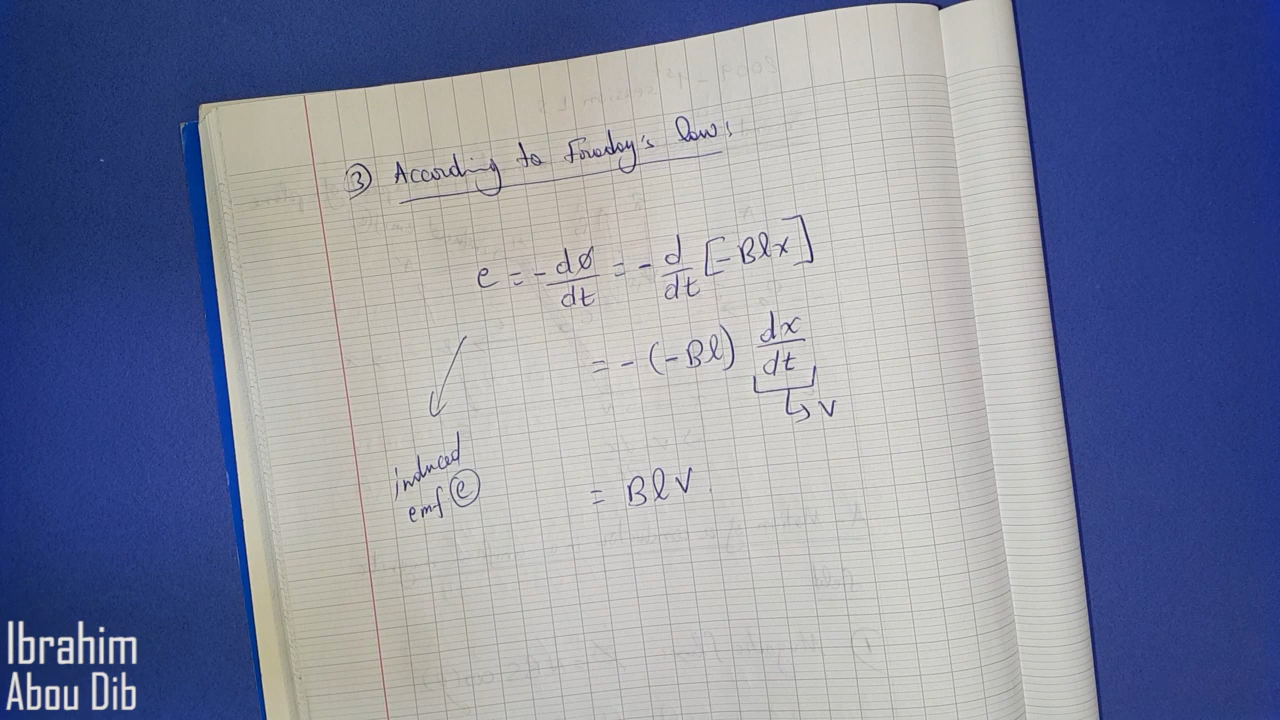 ③ According to Faraday's law:
e = - dø/dt = - d/dt [-Blx]
= - (-Bl) dx/dt
↳ v
induced
emf ⓔ
= Blv
Ibrahim
Abou Dib